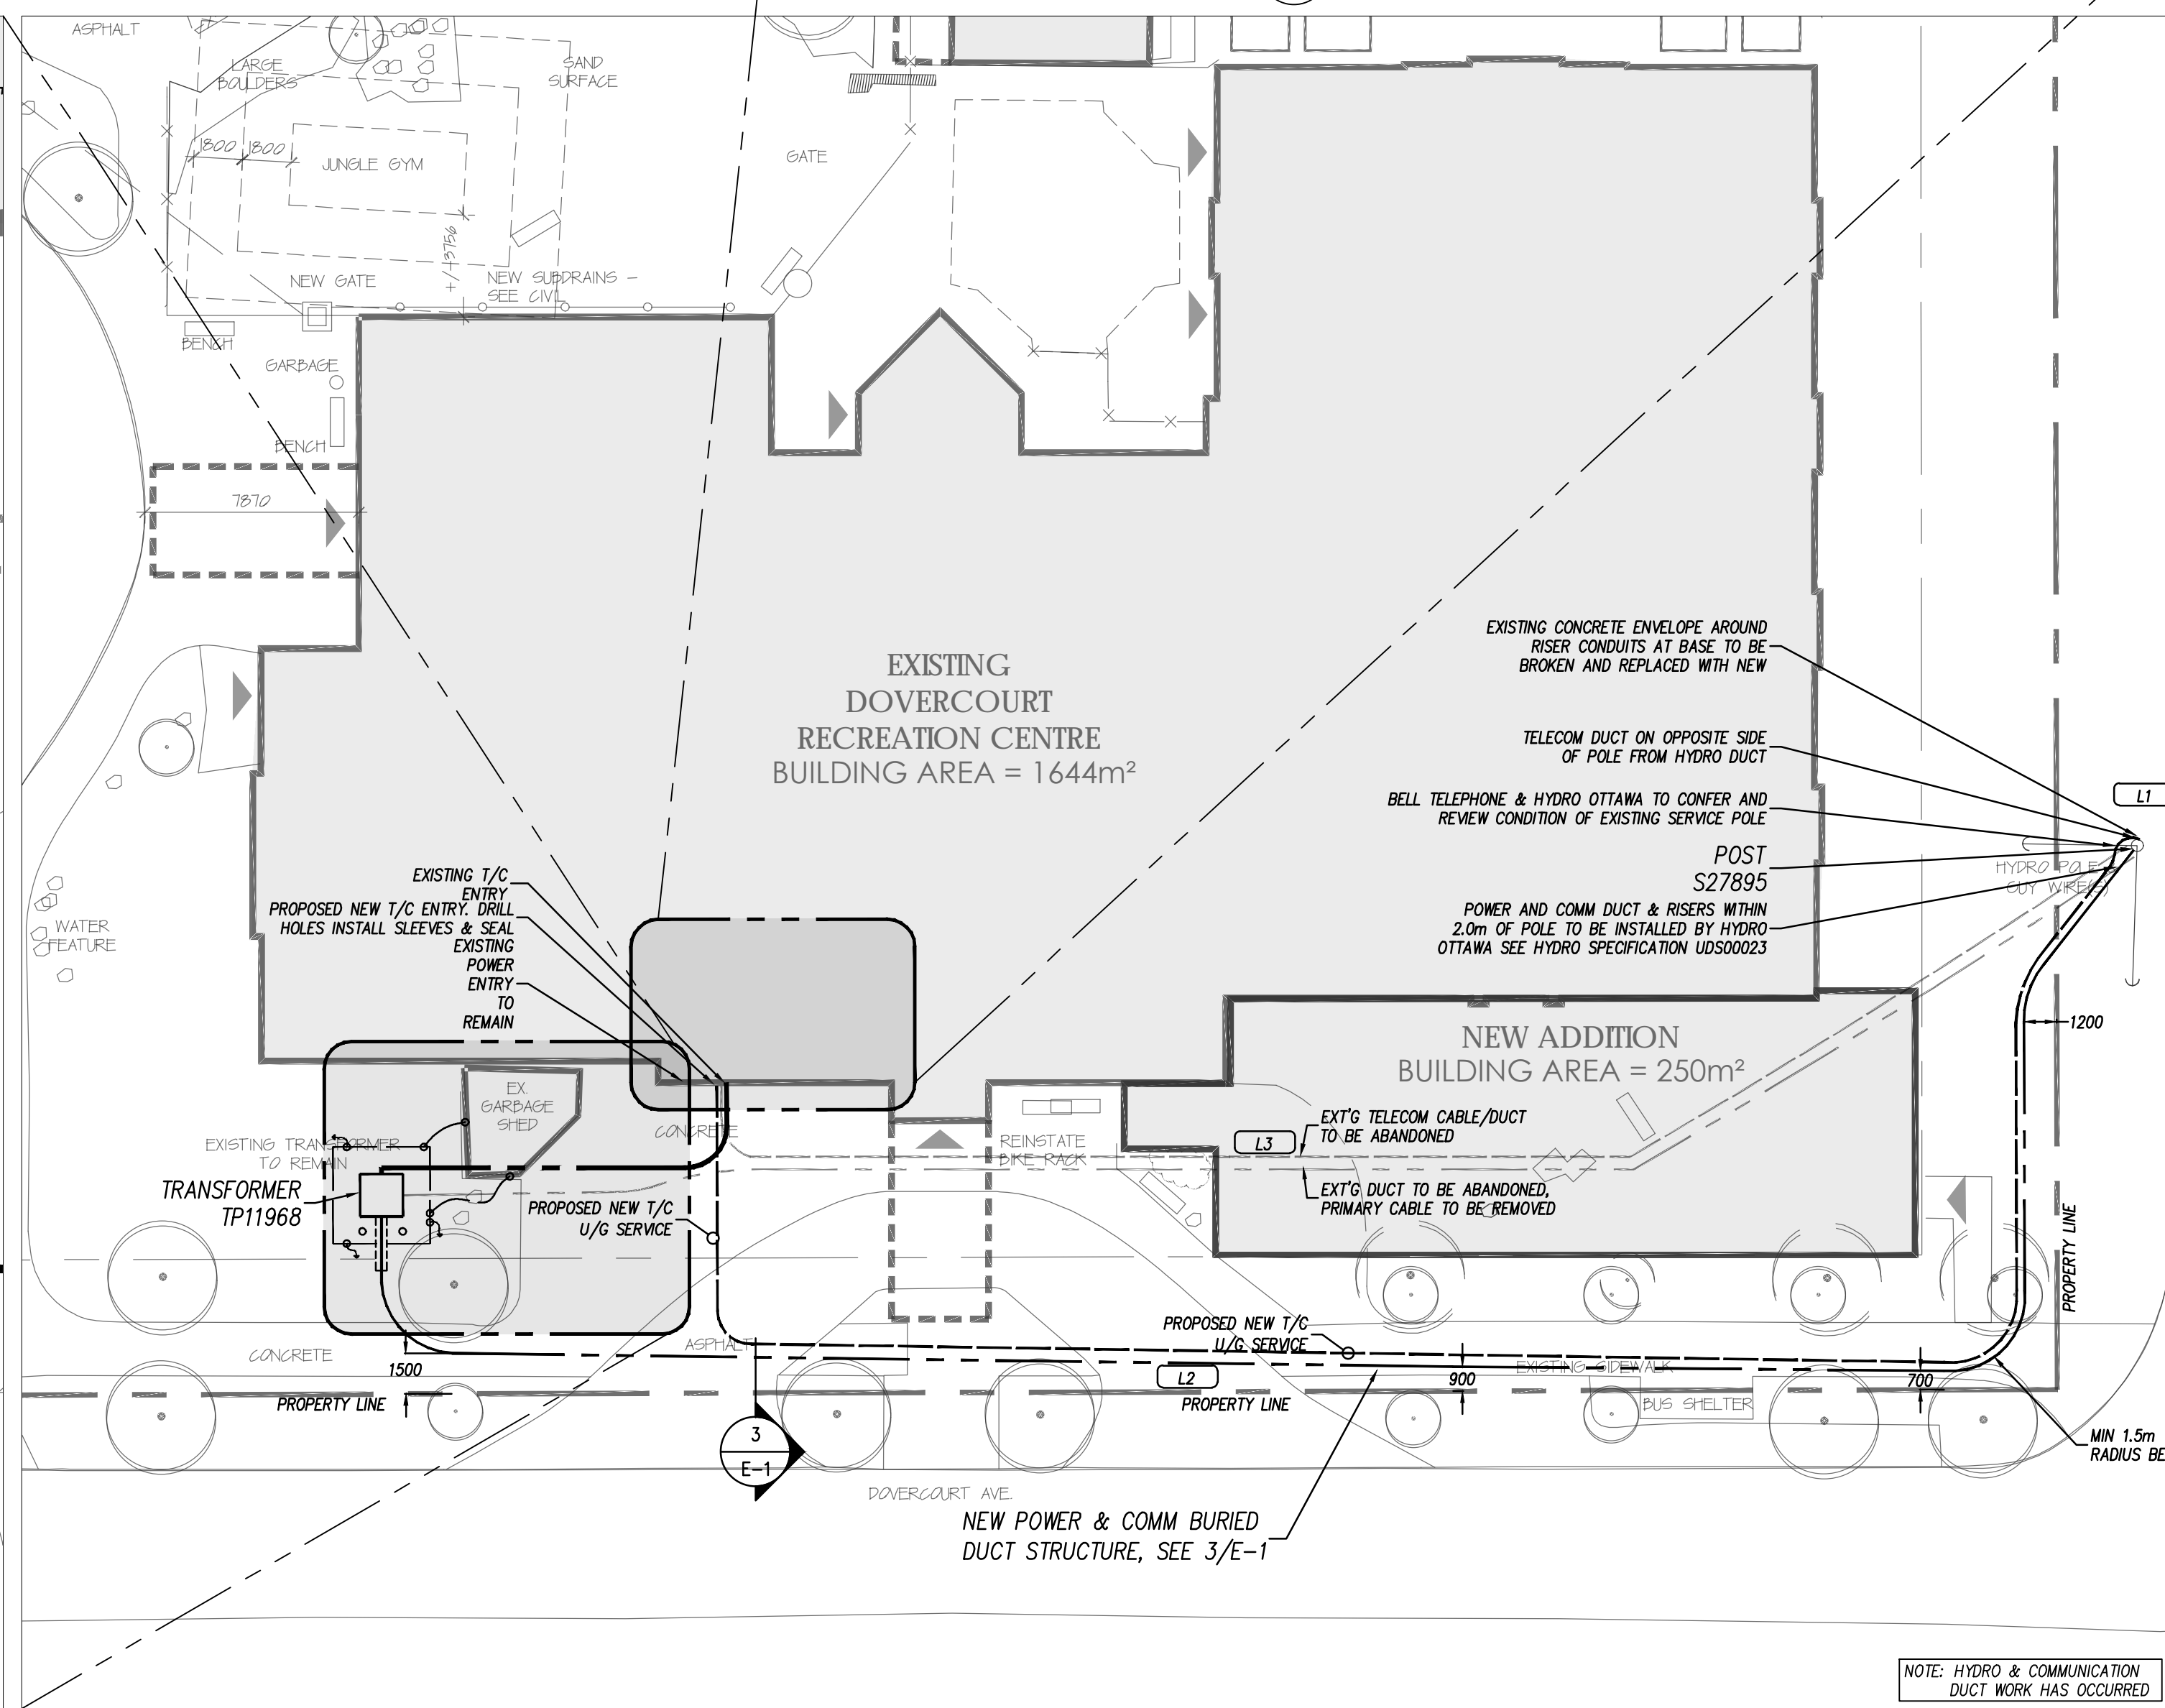 ASPHALT
LARGE
BOULDERS
SAND
SURFACE
1800
1800
JUNGLE GYM
GATE
+/-3756
NEW GATE
NEW SUBDRAINS -
SEE CIVIL
BENCH
GARBAGE
BENCH
7870
EXISTING
DOVERCOURT
RECREATION CENTRE
BUILDING AREA = 1644m²
EXISTING CONCRETE ENVELOPE AROUND
RISER CONDUITS AT BASE TO BE
BROKEN AND REPLACED WITH NEW
TELECOM DUCT ON OPPOSITE SIDE
OF POLE FROM HYDRO DUCT
L1
BELL TELEPHONE & HYDRO OTTAWA TO CONFER AND
REVIEW CONDITION OF EXISTING SERVICE POLE
POST
S27895
HYDRO POLE
GUY WIRE(S)
POWER AND COMM DUCT & RISERS WITHIN
2.0m OF POLE TO BE INSTALLED BY HYDRO
OTTAWA SEE HYDRO SPECIFICATION UDS00023
EXISTING T/C
ENTRY
PROPOSED NEW T/C ENTRY. DRILL
HOLES INSTALL SLEEVES & SEAL
EXISTING
POWER
ENTRY
TO
REMAIN
WATER
FEATURE
1200
NEW ADDITION
BUILDING AREA = 250m²
EX.
GARBAGE
SHED
CONCRETE
EXISTING TRANSFORMER
TO REMAIN
REINSTATE
BIKE RACK
L3
EXT'G TELECOM CABLE/DUCT
TO BE ABANDONED
EXT'G DUCT TO BE ABANDONED,
PRIMARY CABLE TO BE REMOVED
TRANSFORMER
TP11968
PROPOSED NEW T/C
U/G SERVICE
PROPERTY LINE
PROPOSED NEW T/C
U/G SERVICE
ASPHALT
CONCRETE
1500
EXISTING SIDEWALK
L2
900
700
PROPERTY LINE
PROPERTY LINE
BUS SHELTER
3
E-1
MIN 1.5m
RADIUS BE
DOVERCOURT AVE.
NEW POWER & COMM BURIED
DUCT STRUCTURE, SEE 3/E-1
NOTE: HYDRO & COMMUNICATION
DUCT WORK HAS OCCURRED